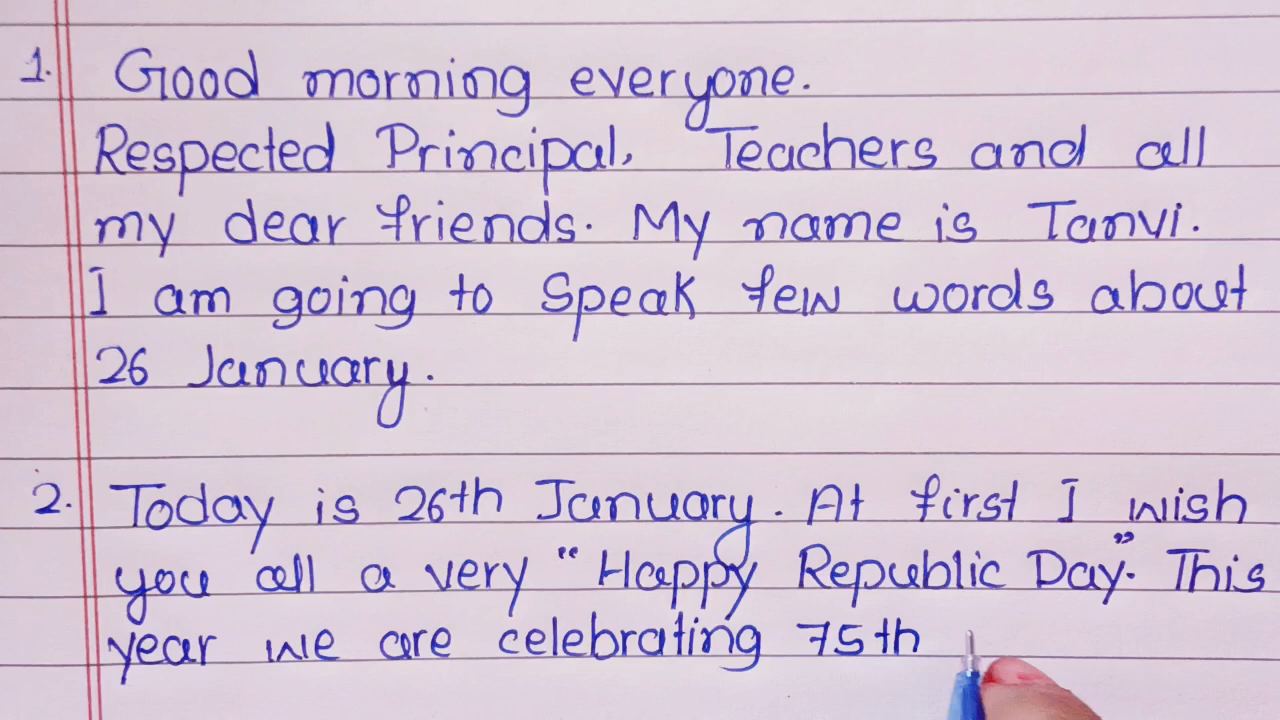 1. Good morning everyone.
Respected Principal, Teachers and all
my dear friends. My name is Tanvi.
I am going to Speak few words about
26 January.
2. Today is 26th January. At first I wish
you all a very "Happy Republic Day." This
year we are celebrating 75th